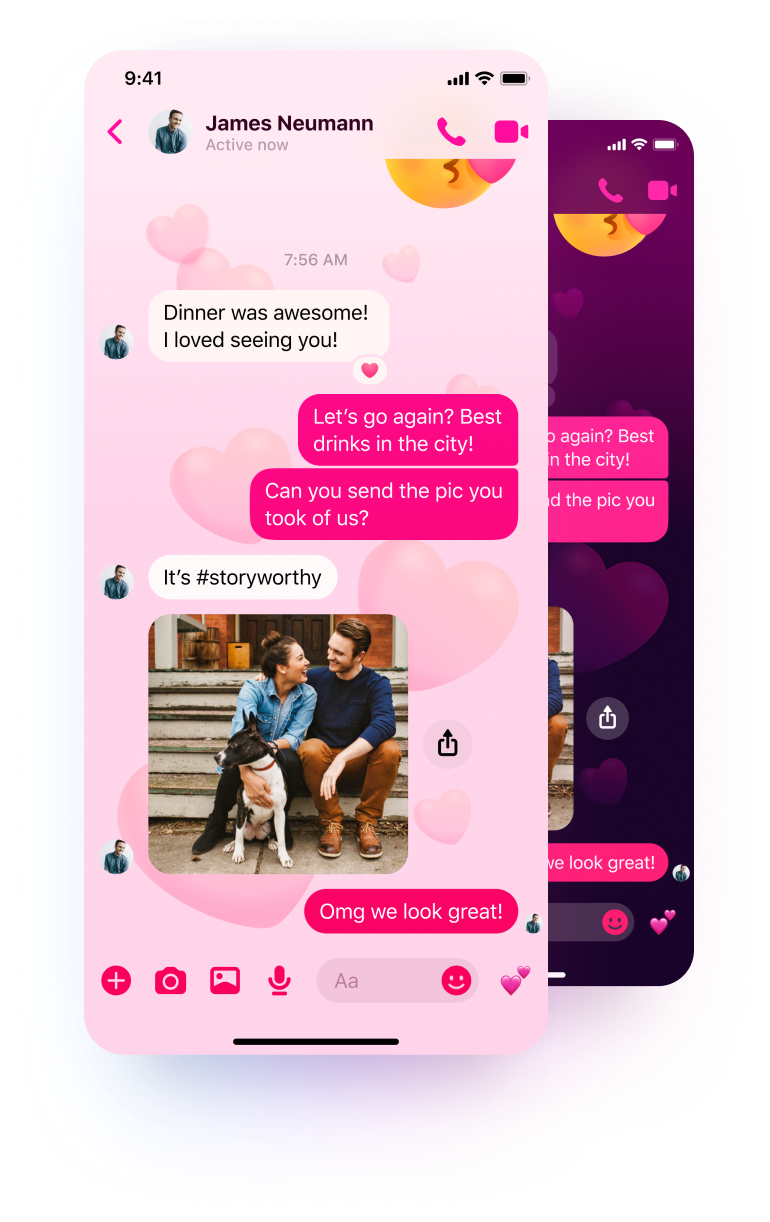 9:41
James Neumann
Active now
7:56 AM
Dinner was awesome!
I loved seeing you!
Let’s go again? Best
drinks in the city!
Can you send the pic you
took of us?
It’s #storyworthy
Omg we look great!
Aa
again? Best
in the city!
the pic you
we look great!